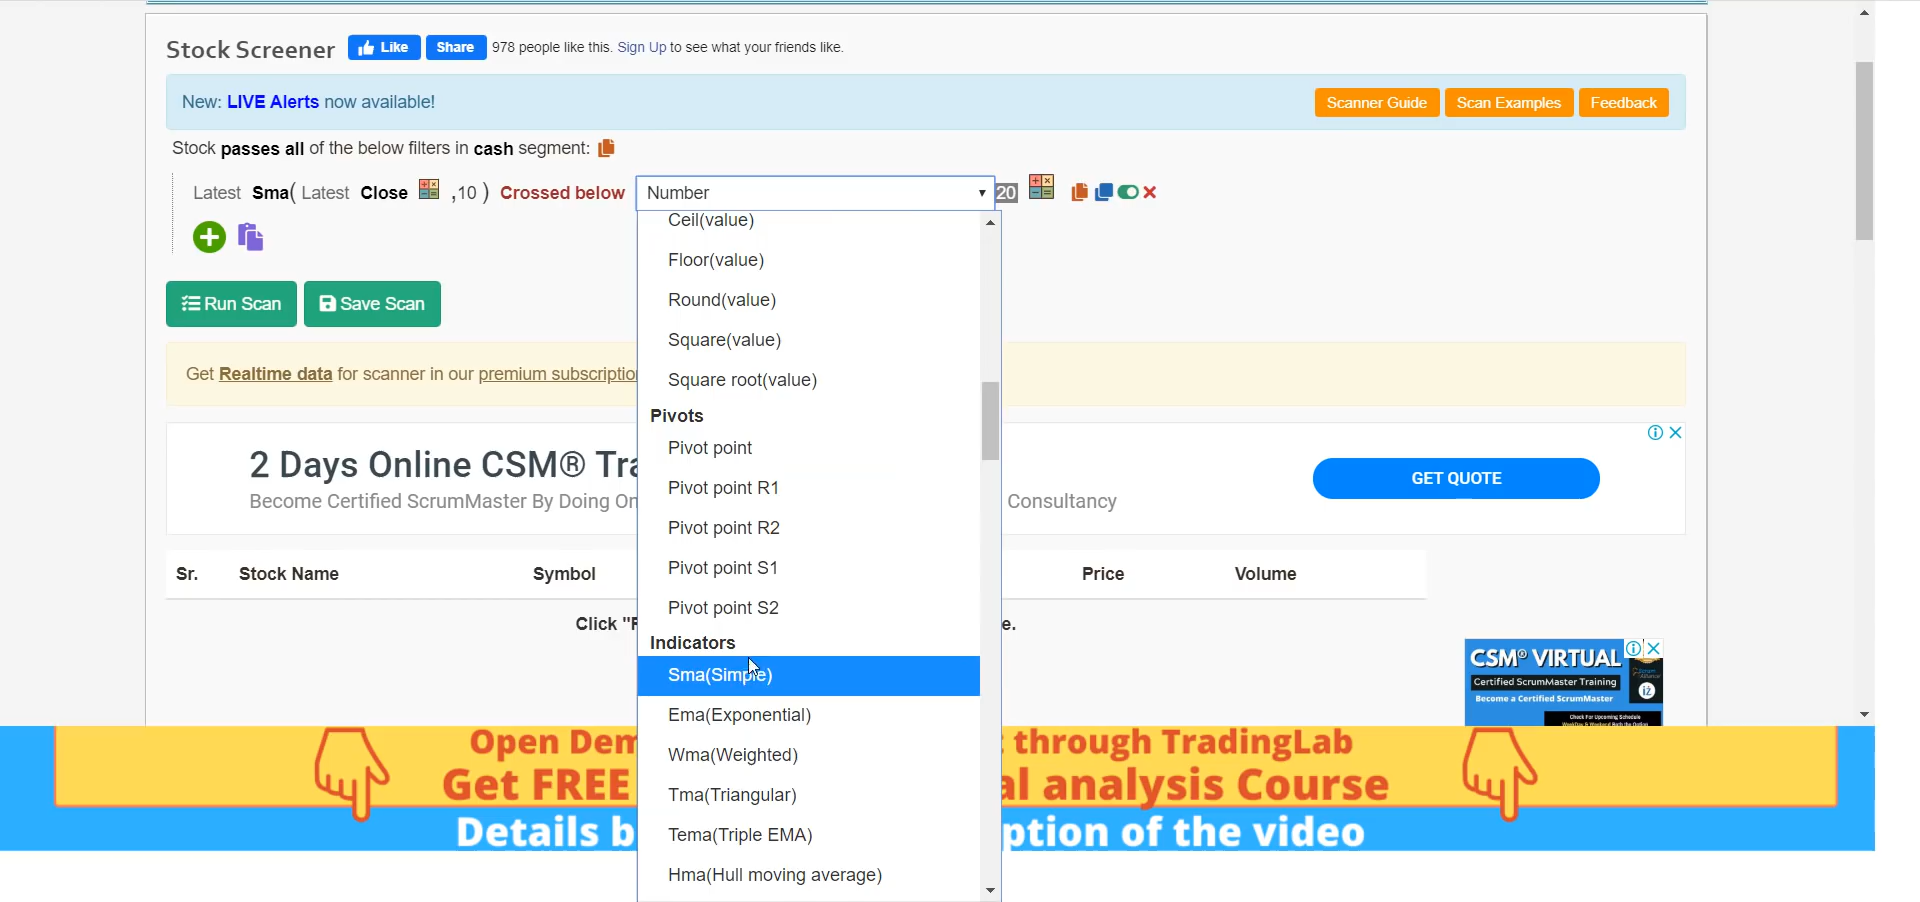 Stock Screener Like Share 978 people like this. Sign Up to see what your friends like.
New: LIVE Alerts now available! Scanner Guide Scan Examples Feedback
Stock passes all of the below filters in cash segment:
Latest Sma( Latest Close ,10 ) Crossed below Number 20
Ceil(value)
Floor(value)
Round(value)
Square(value)
Square root(value)
Pivots
Pivot point
Pivot point R1
Pivot point R2
Pivot point S1
Pivot point S2
Indicators
Sma(Simple)
Ema(Exponential)
Wma(Weighted)
Tma(Triangular)
Tema(Triple EMA)
Hma(Hull moving average)
Run Scan Save Scan
Get Realtime data for scanner in our premium subscriptio
2 Days Online CSM® Tra
Become Certified ScrumMaster By Doing On Consultancy
GET QUOTE
Sr. Stock Name Symbol Price Volume
Click "F e.
CSM® VIRTUAL
Certified ScrumMaster Training
Become a Certified ScrumMaster
Check For Upcoming Schedule
iz
Open Dem t through TradingLab
Get FREE al analysis Course
Details b ption of the video